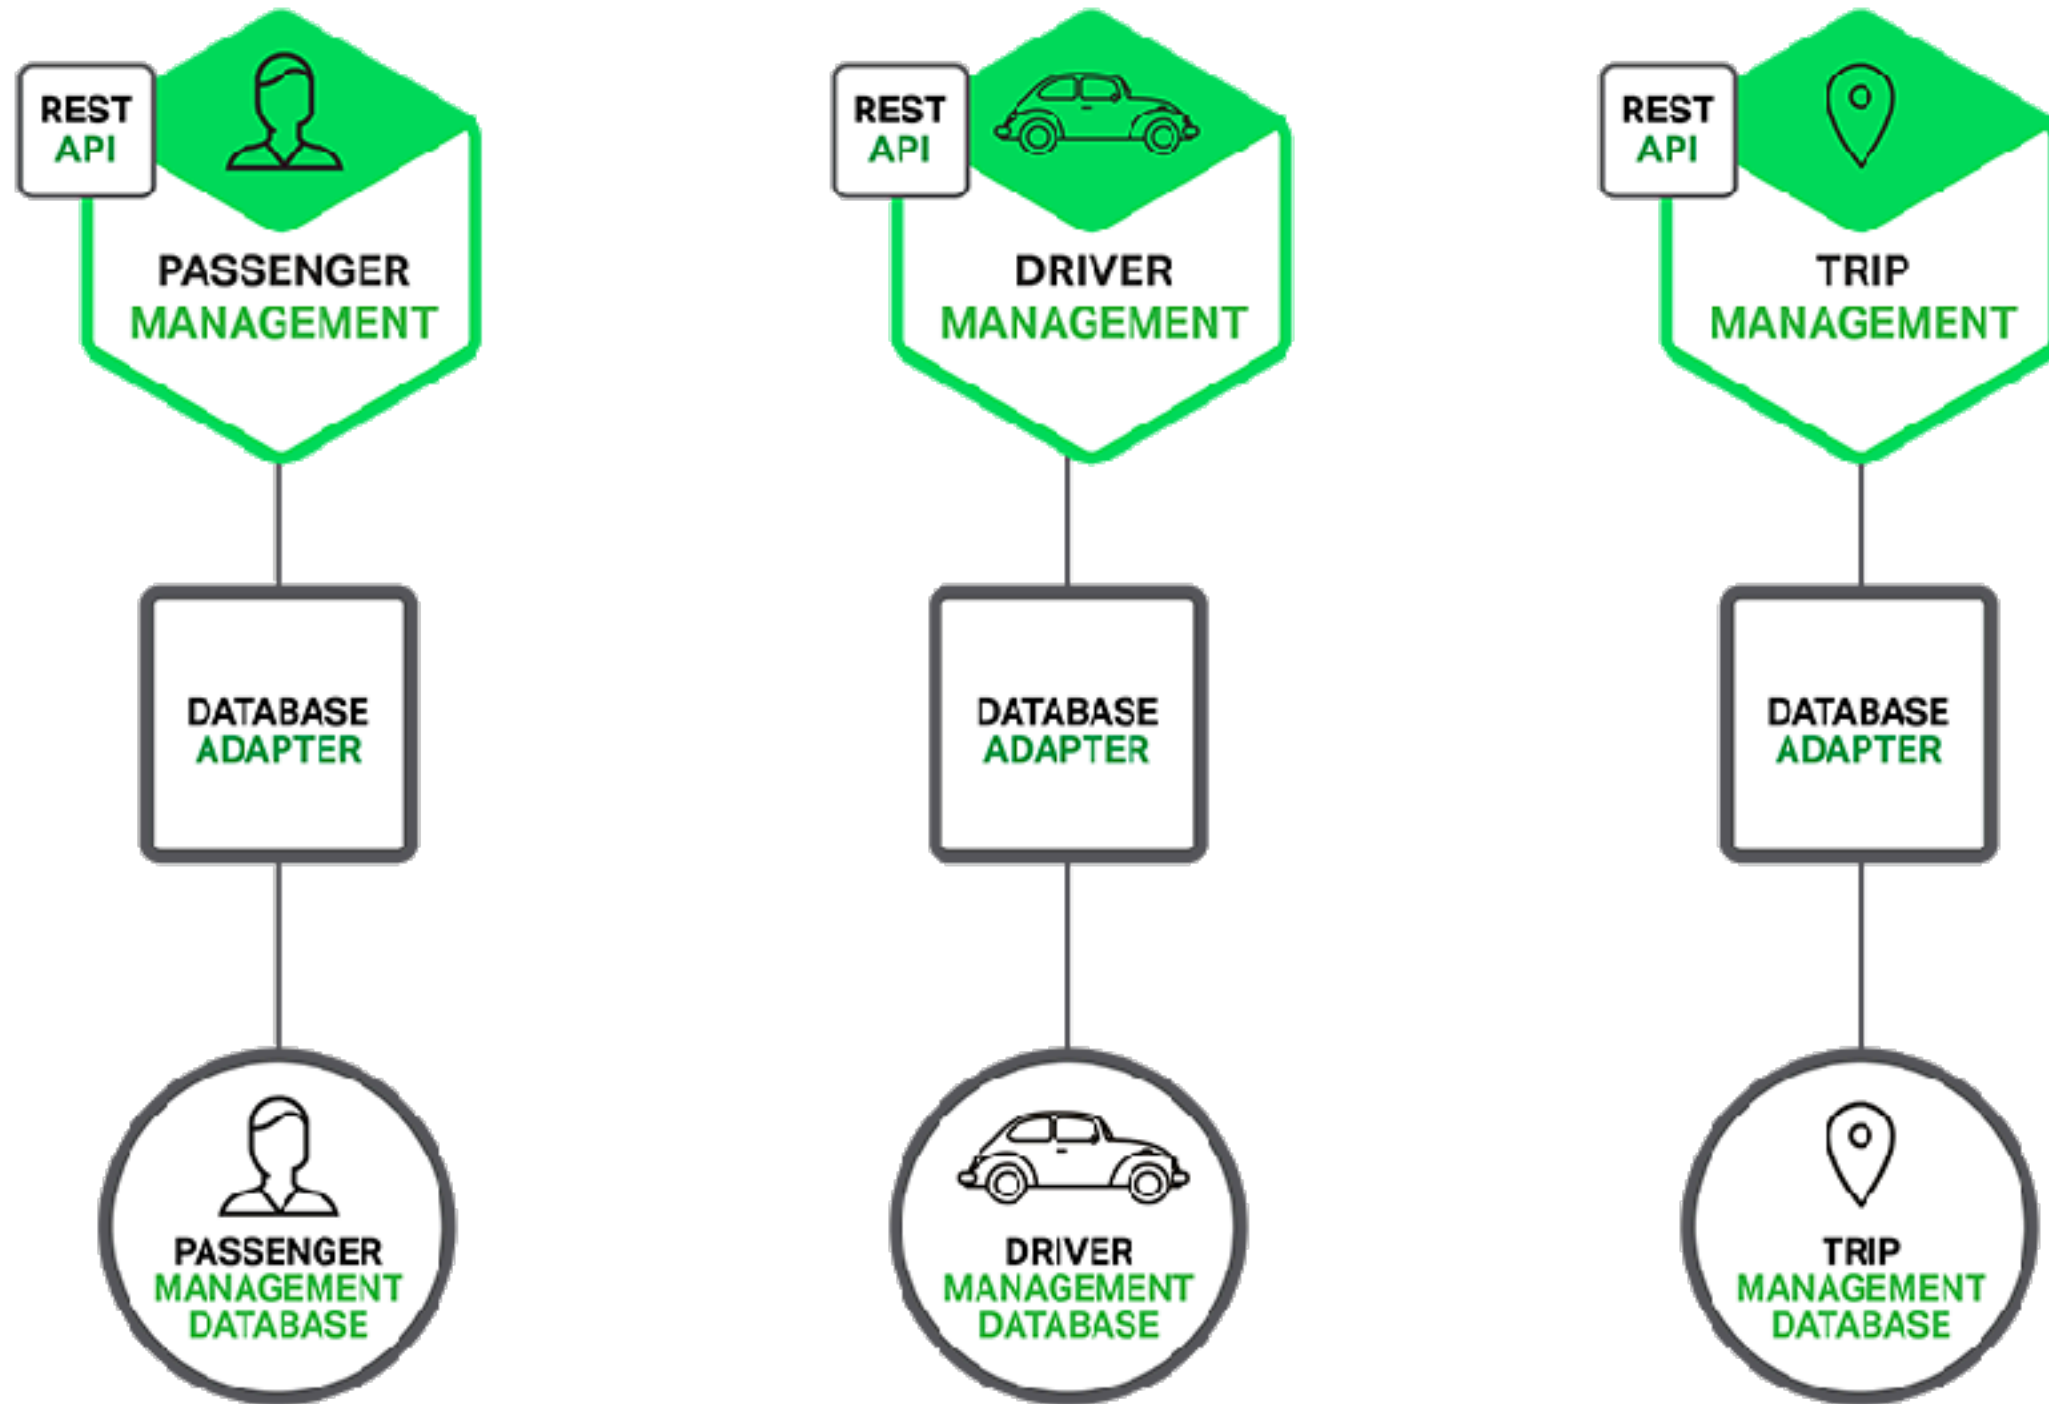 REST
API
PASSENGER
MANAGEMENT
REST
API
DRIVER
MANAGEMENT
REST
API
TRIP
MANAGEMENT
DATABASE
ADAPTER
DATABASE
ADAPTER
DATABASE
ADAPTER
PASSENGER
MANAGEMENT
DATABASE
DRIVER
MANAGEMENT
DATABASE
TRIP
MANAGEMENT
DATABASE